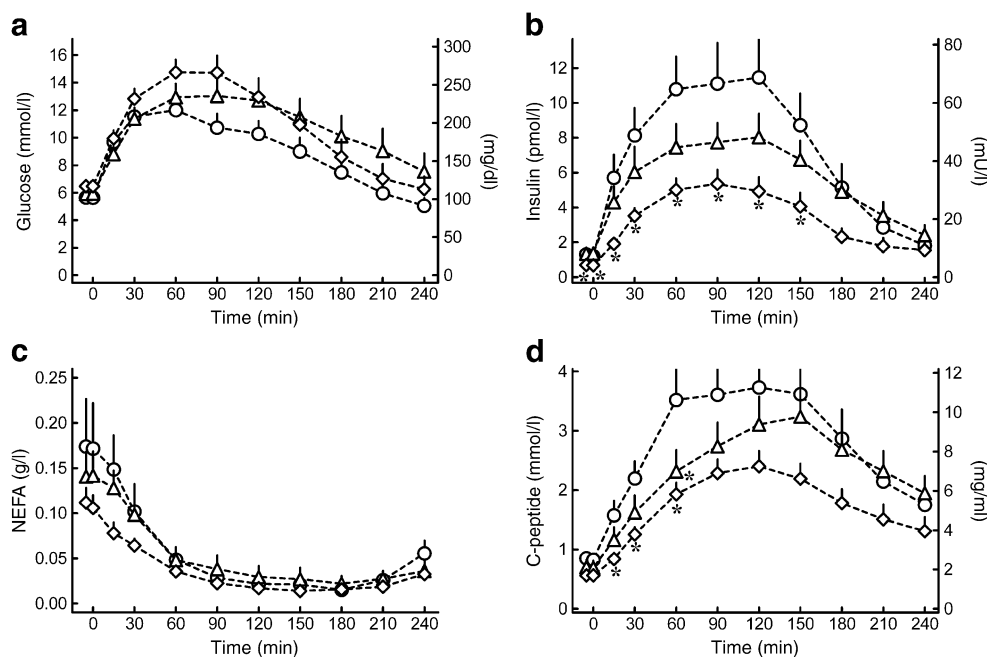 a
16
14
12
10
8
6
4
2
0
Glucose (mmol/l)
300
250
200
150
100
50
0
(mg/dl)
0 30 60 90 120 150 180 210 240
Time (min)
b
12
10
8
6
4
2
0
Insulin (pmol/l)
80
60
40
20
0
(mU/l)
* * * * * * * *
0 30 60 90 120 150 180 210 240
Time (min)
c
0.25
0.20
0.15
0.10
0.05
0.00
NEFA (g/l)
0 30 60 90 120 150 180 210 240
Time (min)
d
4
3
2
1
0
C-peptide (mmol/l)
12
10
8
6
4
2
0
(mg/ml)
* * * *
0 30 60 90 120 150 180 210 240
Time (min)